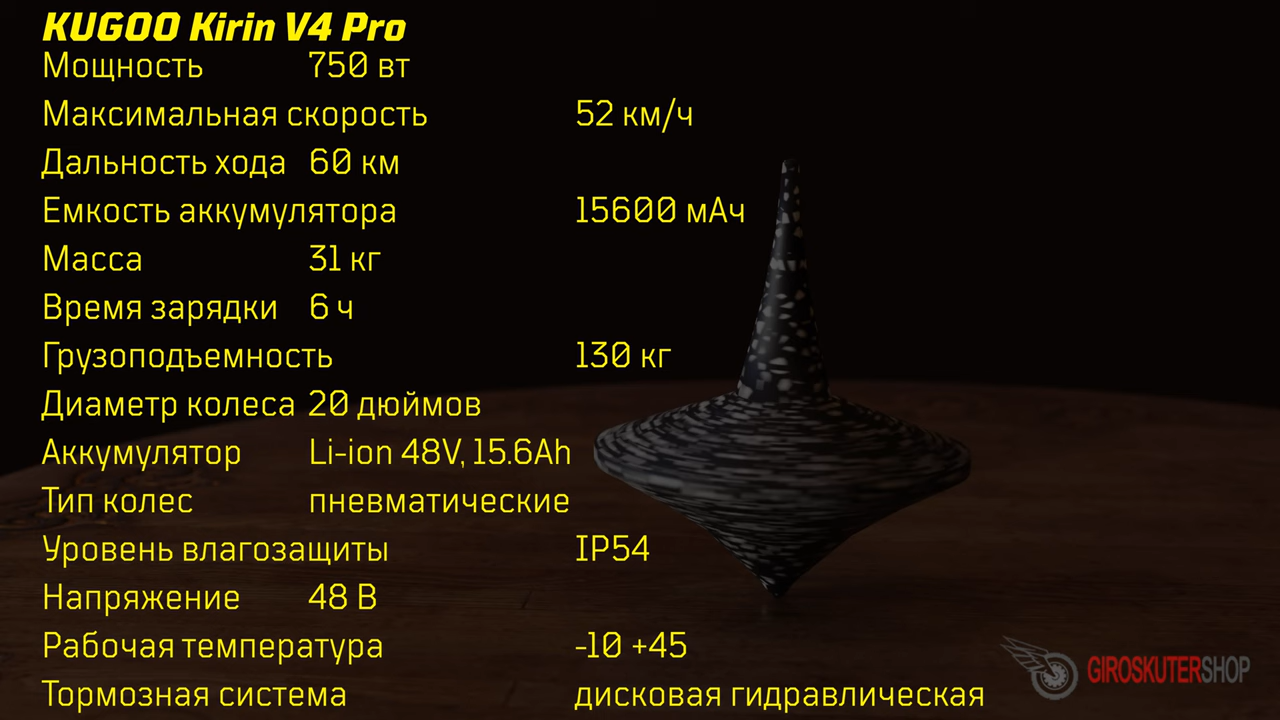 KUGOO Kirin V4 Pro
Мощность 750 вт
Максимальная скорость 52 км/ч
Дальность хода 60 км
Емкость аккумулятора 15600 мАч
Масса 31 кг
Время зарядки 6 ч
Грузоподъемность 130 кг
Диаметр колеса 20 дюймов
Аккумулятор Li-ion 48V, 15.6Ah
Тип колес пневматические
Уровень влагозащиты IP54
Напряжение 48 В
Рабочая температура -10 +45
Тормозная система дисковая гидравлическая
GIROSKUTERSHOP